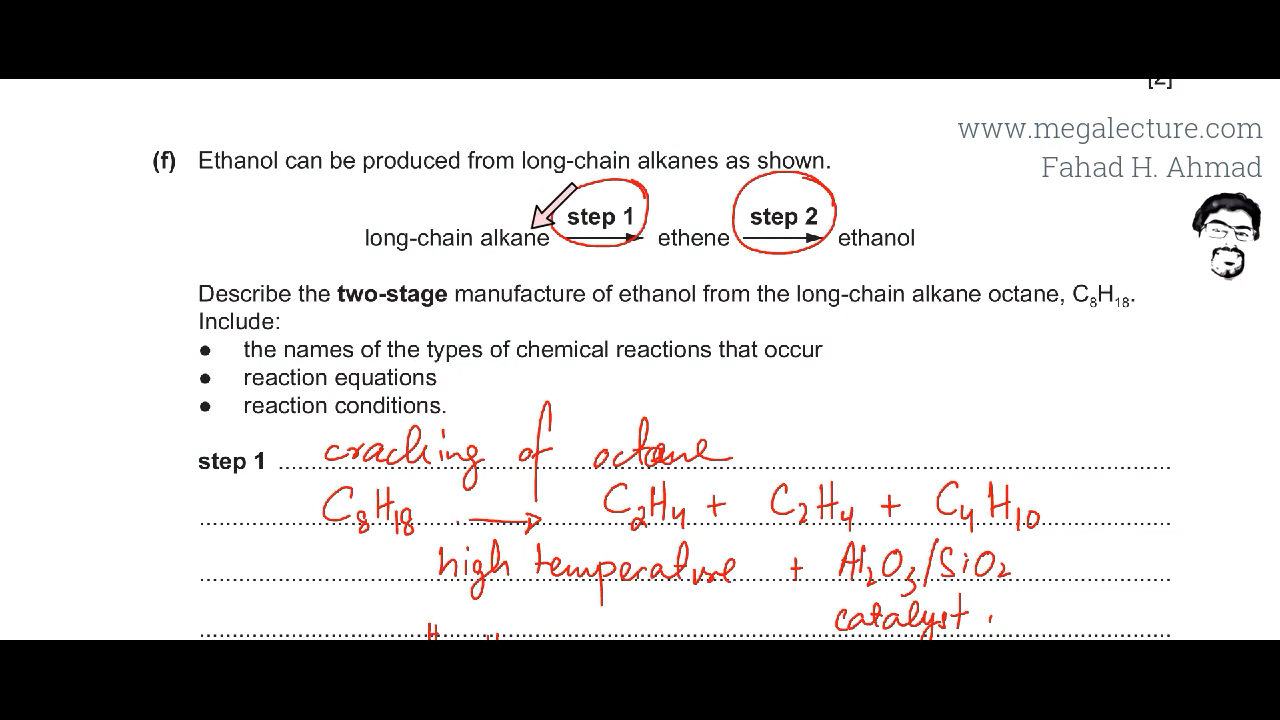 [2]
www.megalecture.com
(f) Ethanol can be produced from long-chain alkanes as shown.
Fahad H. Ahmad
step 1 step 2
long-chain alkane ethene ethanol
Describe the two-stage manufacture of ethanol from the long-chain alkane octane, C₈H₁₈.
Include:
● the names of the types of chemical reactions that occur
● reaction equations
● reaction conditions.
step 1 cracking of octane
C₈H₁₈ → C₂H₄ + C₂H₄ + C₄H₁₀
high temperature + Al₂O₃/SiO₂
catalyst.
H